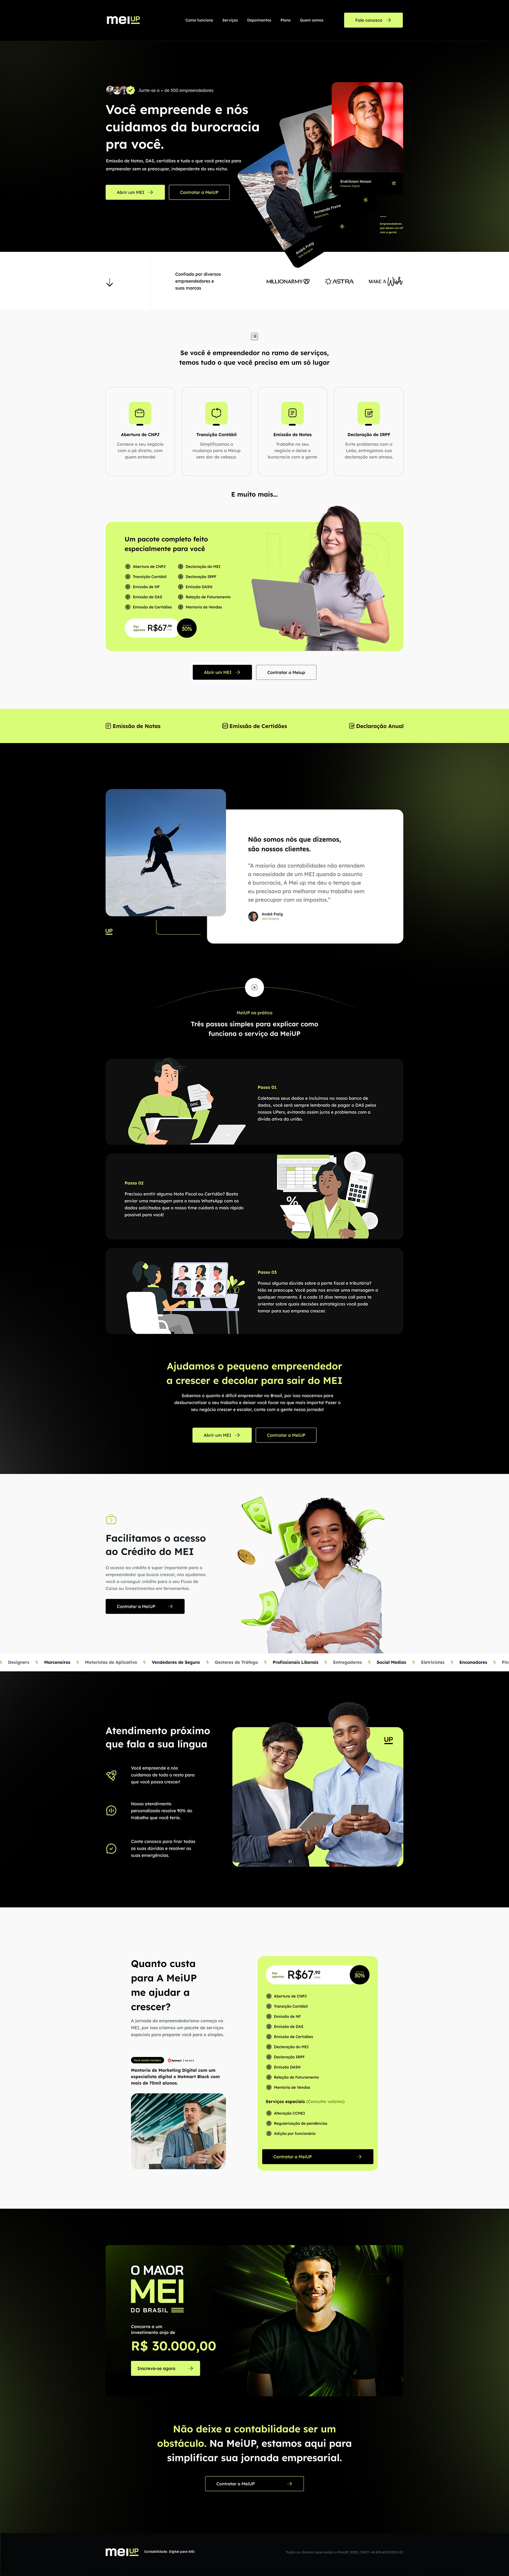 meiUP
Como funciona
Serviços
Depoimentos
Plano
Quem somos
Fale conosco
Junte-se a + de 500 empreendedores
Você empreende e nós
cuidamos da burocracia
pra você.
Emissão de Notas, DAS, certidões e tudo o que você precisa para
empreender sem se preocupar, independente do seu nicho.
Abrir um MEI
Contratar a MeiUP
André Freig
Empreendedores
Confiado por diversos
empreendedores e
suas marcas
MILLIONARMY
ASTRA
MAKE A Wish
Se você é empreendedor no ramo de serviços,
temos tudo o que você precisa em um só lugar
Abertura de CNPJ
Comece o seu negócio
com o pé direito, com
quem entende!
Transição Contábil
Simplificamos a
mudança para a Meiup
sem dor de cabeça.
Emissão de Notas
Trabalhe no seu
negócio e deixe a
burocracia com a gente
Declaração de IRPF
Evite problemas com o
Leão, entregamos sua
declaração sem atraso.
E muito mais...
Um pacote completo feito
especialmente para você
Abertura de CNPJ
Transição Contábil
Emissão de NF
Emissão de DAS
Emissão de Certidões
Declaração do MEI
Declaração IRPF
Emissão DASN
Relação de Faturamento
Mentoria de Vendas
Por
apenas
R$67,90
30%
Abrir um MEI
Contratar a Meiup
Emissão de Notas
Emissão de Certidões
Declaração Anual
Não somos nós que dizemos,
são nossos clientes.
“A maioria das contabilidades não entendem
a necessidade de um MEI quando o assunto
é burocracia, A Mei up me deu o tempo que
eu precisava pra melhorar meu trabalho sem
se preocupar com os impostos.”
André Freig
UP
MeiUP na prática
Três passos simples para explicar como
funciona o serviço da MeiUP
Passo 01
Coletamos seus dados e incluímos no nosso banco de
dados, você será sempre lembrado de pagar o DAS pelos
nossos UPers, evitando assim juros e problemas com a
dívida ativa da união.
Passo 02
Precisou emitir alguma Nota Fiscal ou Certidão? Basta
enviar uma mensagem para o nosso WhatsApp com os
dados solicitados que o nosso time cuidará o mais rápido
possível para você!
%
Passo 03
Possui alguma dúvida sobre a parte fiscal e tributária?
Não se preocupe. Você pode nos enviar uma mensagem a
qualquer momento. E a cada 15 dias temos call para te
orientar sobre quais decisões estratégicas você pode
tomar para sua empresa crescer.
Ajudamos o pequeno empreendedor
a crescer e decolar para sair do MEI
Sabemos o quanto é difícil empreender no Brasil, por isso nascemos para
desburocratizar o seu trabalho e deixar você focar no que mais importa! Fazer o
seu negócio crescer e escalar, conte com a gente nessa jornada!
Abrir um MEI
Contratar a MeiUP
Facilitamos o acesso
ao Crédito do MEI
O acesso ao crédito é super importante para o
empreendedor que busca crescer, nós ajudamos
você a conseguir crédito para o seu Fluxo de
Caixa ou Investimentos em ferramentas.
Contratar a MeiUP
Designers
Marceneiros
Motoristas de Aplicativo
Vendedores de Seguro
Gestores de Tráfego
Profissionais Liberais
Entregadores
Social Medias
Eletricistas
Encanadores
Pin
Atendimento próximo
que fala a sua língua
Você empreende e nós
cuidamos de todo o resto para
que você possa crescer!
Nosso atendimento
personalizado resolve 90% do
trabalho que você teria.
Conte conosco para tirar todas
as suas dúvidas e resolver as
suas emergências.
UP
Quanto custa
para A MeiUP
me ajudar a
crescer?
A jornada do empreendedorismo começa no
MEI, por isso criamos um pacote de serviços
especiais para preparar você para o simples.
hotmart
BLACK
Mentoria de Marketing Digital com um
especialista digital e Hotmart Black com
mais de 75mil alunos.
Por
apenas
R$67,90
30%
Abertura de CNPJ
Transição Contábil
Emissão de NF
Emissão de DAS
Emissão de Certidões
Declaração do MEI
Declaração IRPF
Emissão DASN
Relação de Faturamento
Mentoria de Vendas
Serviços especiais (Consulte valores)
Alteração CCMEI
Regularização de pendências
Adição por funcionário
Contratar a MeiUP
O MAIOR
MEI
DO BRASIL
Concorra a um
investimento anjo de
R$ 30.000,00
Inscreva-se agora
Não deixe a contabilidade ser um
obstáculo. Na MeiUP, estamos aqui para
simplificar sua jornada empresarial.
Contratar a MeiUP
meiUP
Contabilidade Digital para MEI